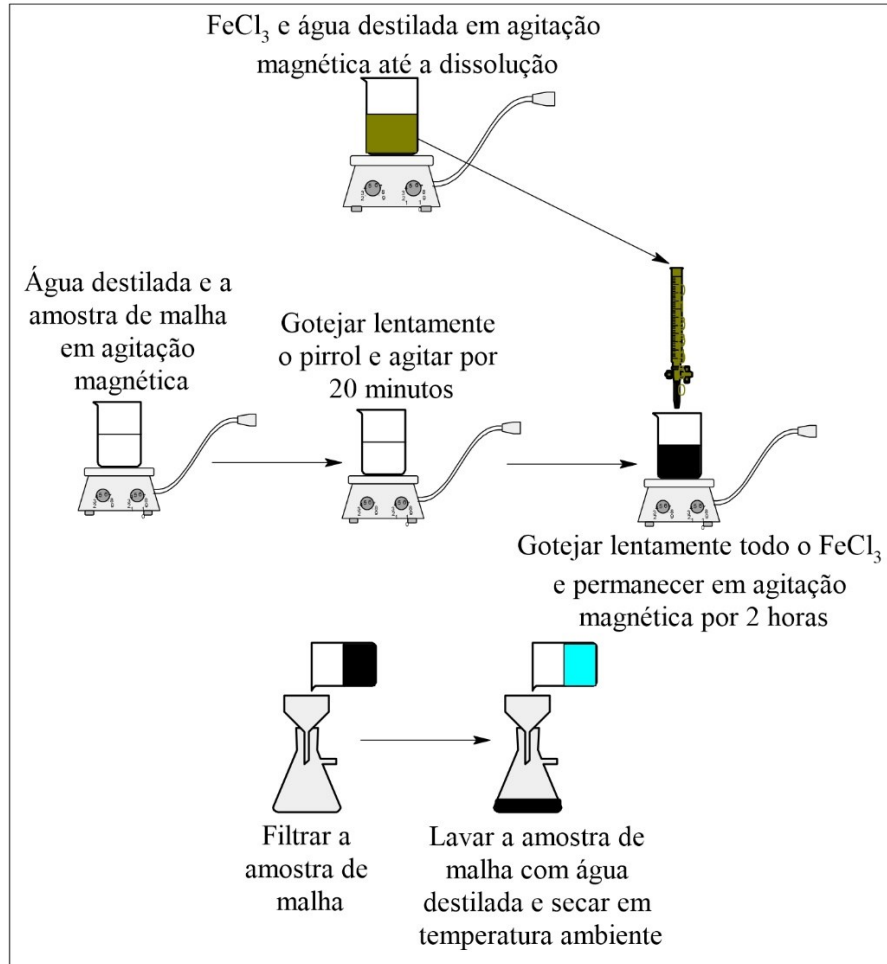 FeCl₃ e água destilada em agitação
magnética até a dissolução
Água destilada e a
amostra de malha
em agitação
magnética
Gotejar lentamente
o pirrol e agitar por
20 minutos
Gotejar lentamente todo o FeCl₃
e permanecer em agitação
magnética por 2 horas
Filtrar a
amostra de
malha
Lavar a amostra de
malha com água
destilada e secar em
temperatura ambiente